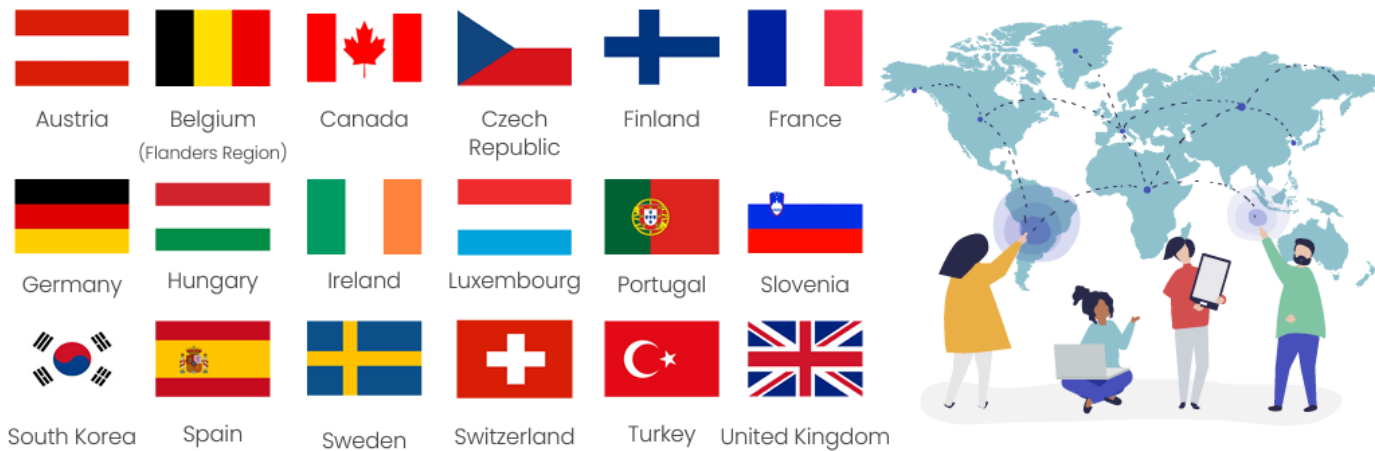 Austria
Belgium
(Flanders Region)
Canada
Czech
Republic
Finland
France
Germany
Hungary
Ireland
Luxembourg
Portugal
Slovenia
South Korea
Spain
Sweden
Switzerland
Turkey
United Kingdom